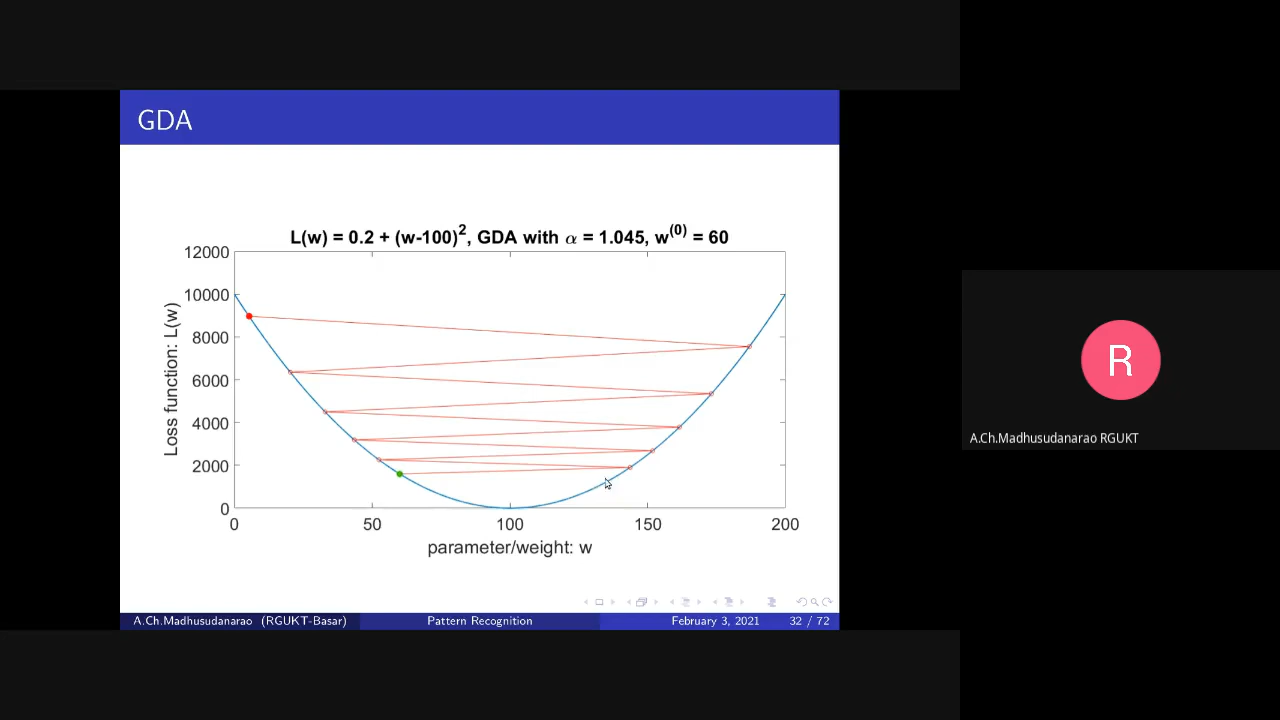 GDA
L(w) = 0.2 + (w-100)², GDA with α = 1.045, w⁽⁰⁾ = 60
12000
10000
8000
6000
4000
2000
0
Loss function: L(w)
0 50 100 150 200
parameter/weight: w
A.Ch.Madhusudanarao (RGUKT-Basar) Pattern Recognition February 3, 2021 32 / 72
R
A.Ch.Madhusudanarao RGUKT